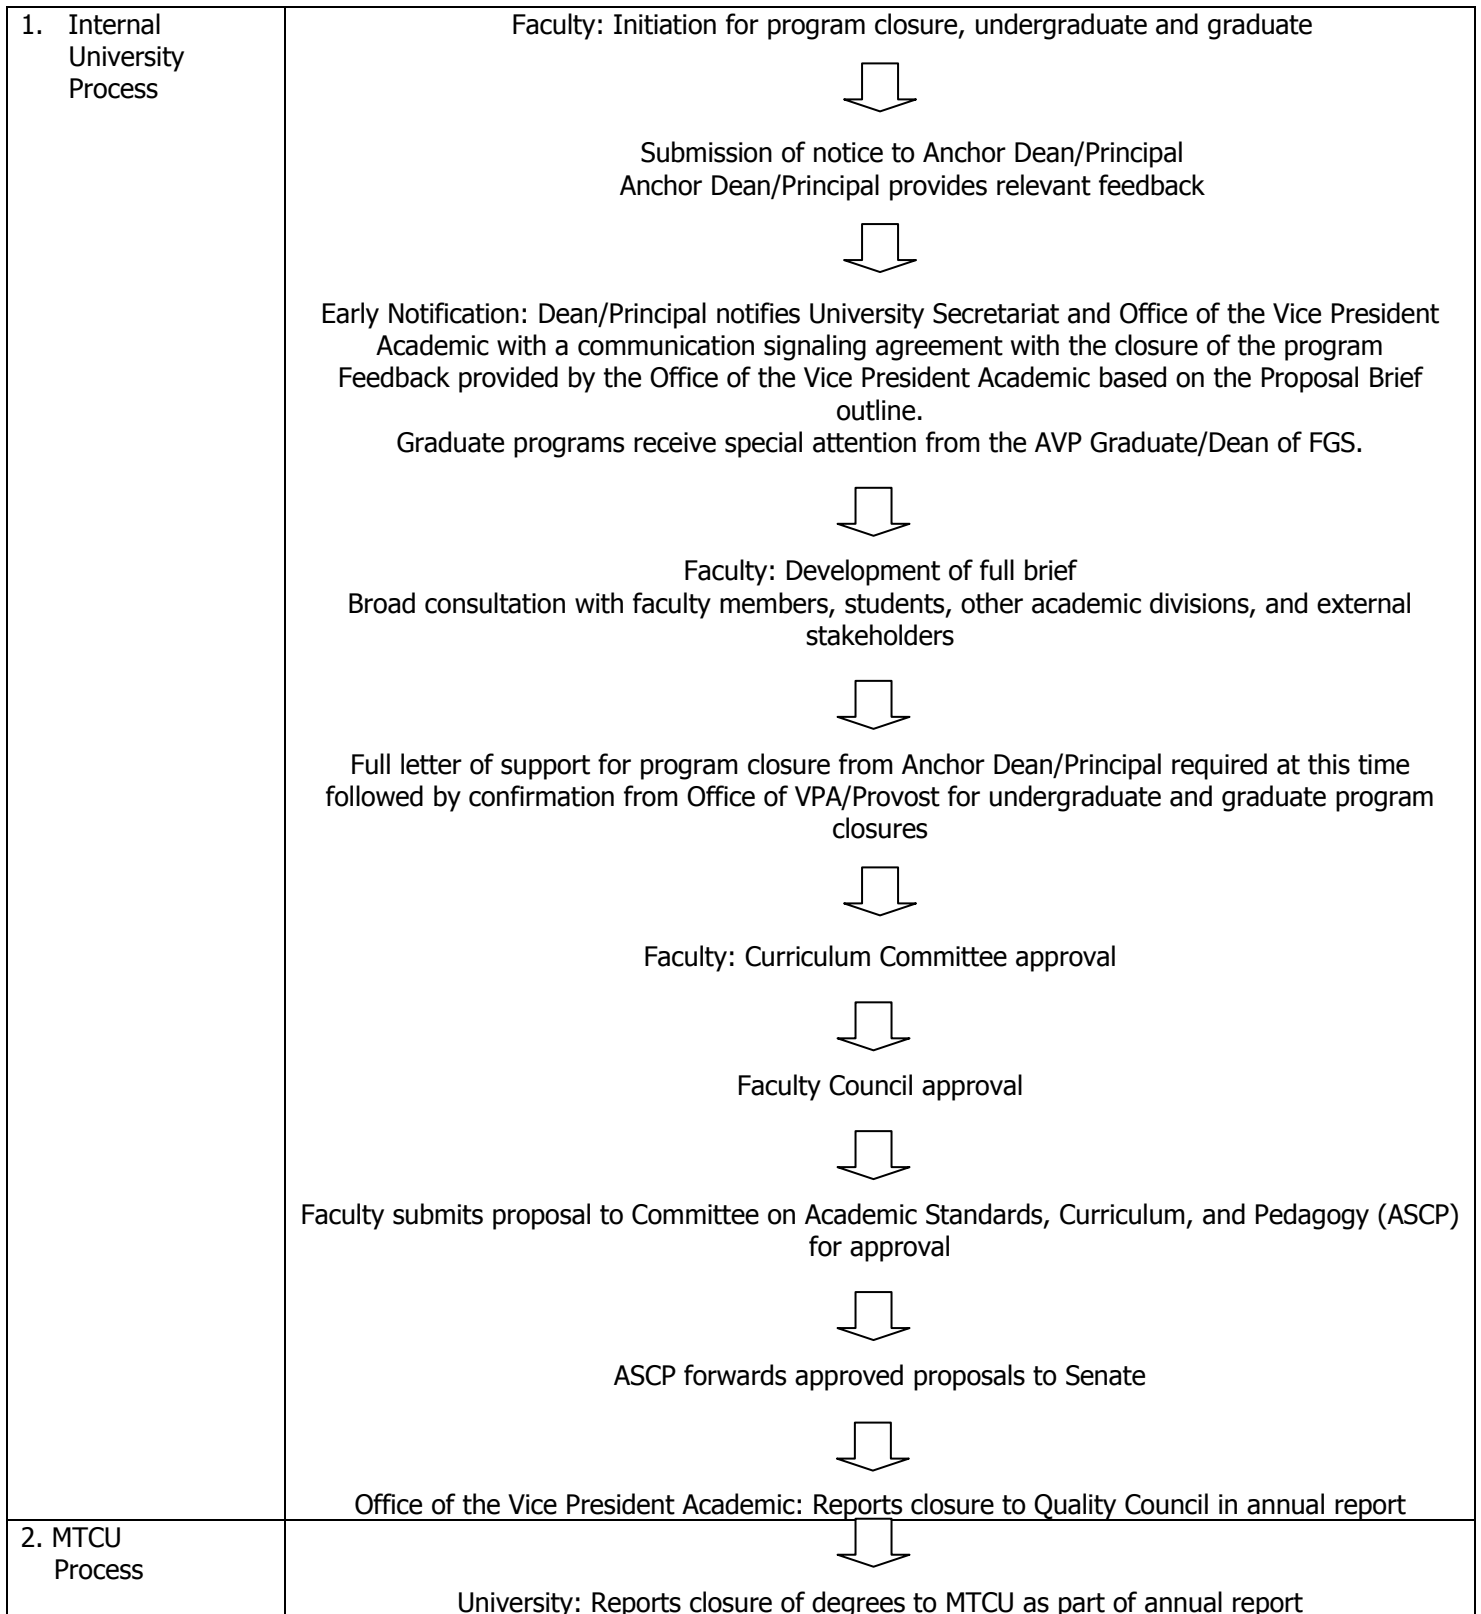 1. Internal
University
Process
Faculty: Initiation for program closure, undergraduate and graduate
Submission of notice to Anchor Dean/Principal
Anchor Dean/Principal provides relevant feedback
Early Notification: Dean/Principal notifies University Secretariat and Office of the Vice President
Academic with a communication signaling agreement with the closure of the program
Feedback provided by the Office of the Vice President Academic based on the Proposal Brief
outline.
Graduate programs receive special attention from the AVP Graduate/Dean of FGS.
Faculty: Development of full brief
Broad consultation with faculty members, students, other academic divisions, and external
stakeholders
Full letter of support for program closure from Anchor Dean/Principal required at this time
followed by confirmation from Office of VPA/Provost for undergraduate and graduate program
closures
Faculty: Curriculum Committee approval
Faculty Council approval
Faculty submits proposal to Committee on Academic Standards, Curriculum, and Pedagogy (ASCP)
for approval
ASCP forwards approved proposals to Senate
Office of the Vice President Academic: Reports closure to Quality Council in annual report
2. MTCU
Process
University: Reports closure of degrees to MTCU as part of annual report